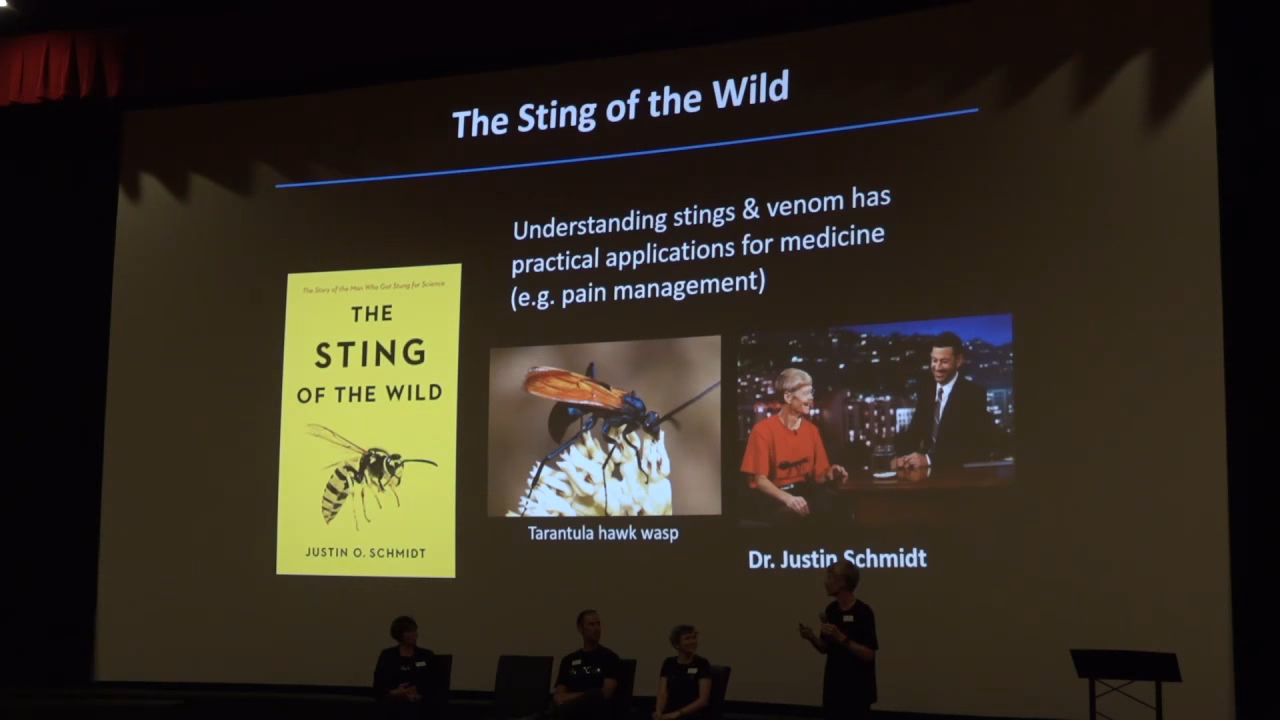 The Sting of the Wild
Understanding stings & venom has
practical applications for medicine
(e.g. pain management)
The Story of the Man Who Got Stung for Science
THE
STING
OF THE WILD
JUSTIN O. SCHMIDT
Tarantula hawk wasp
Dr. Justin Schmidt